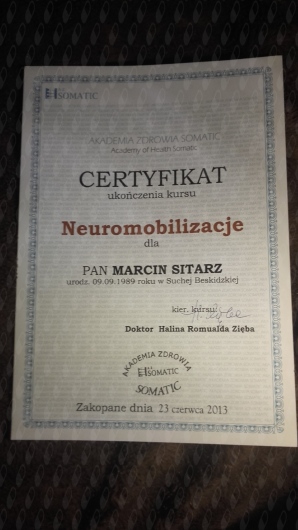 SOMATIC
AKADEMIA ZDROWIA SOMATIC
Academy of Health Somatic
CERTYFIKAT
ukończenia kursu
Neuromobilizacje
dla
PAN MARCIN SITARZ
urodz. 09.09.1989 roku w Suchej Beskidzkiej
kier. kursu:
Doktor Halina Romualda Zięba
AKADEMIA ZDROWIA
SOMATIC
SOMATIC
Zakopane dnia 23 czerwca 2013